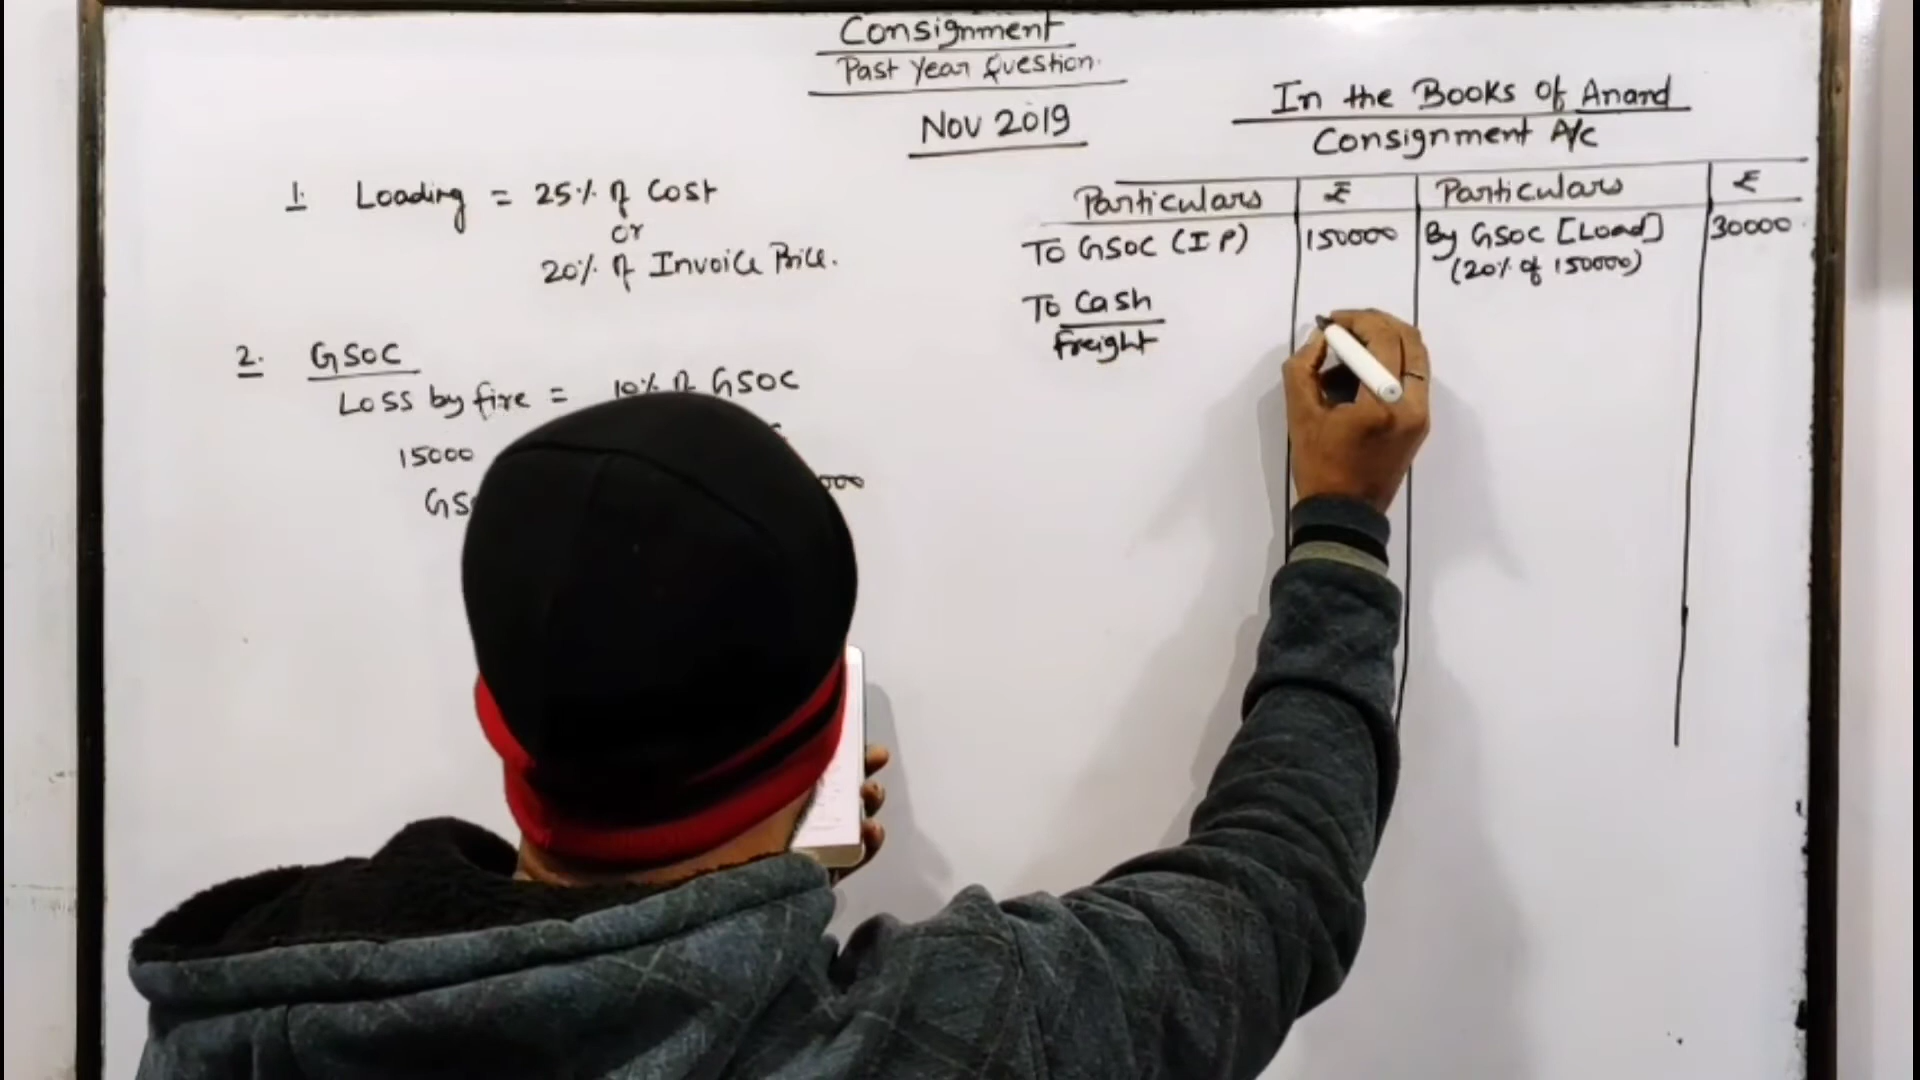 Consignment
Past Year Question.
Nov 2019
1. Loading = 25% of Cost
or
20% of Invoice Price.
2. GSOC
Loss by fire = 10% of GSOC
15000
In the Books Of Anand
Consignment A/c
Particulars ₹ Particulars ₹
To GSOC (I P) 150000 By GSOC [Load] 30000
(20% of 150000)
To Cash
Freight